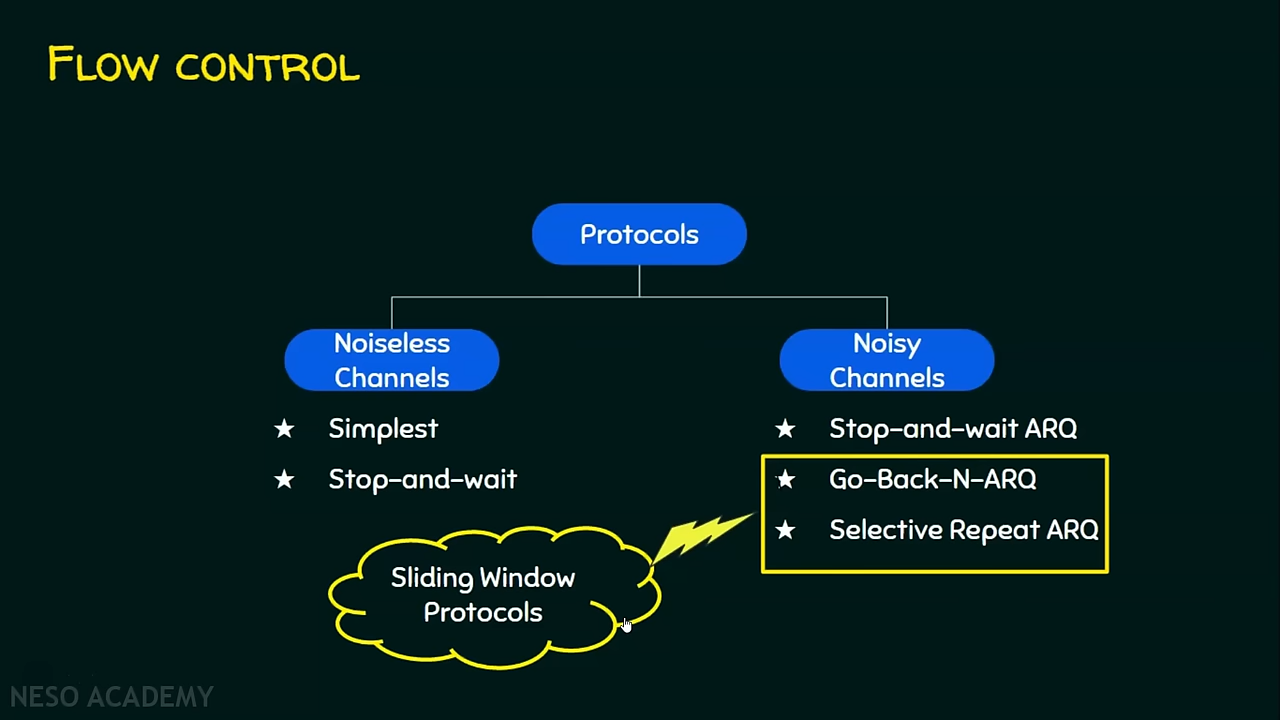 FLOW CONTROL
Protocols
Noiseless
Channels
★ Simplest
★ Stop-and-wait
Noisy
Channels
★ Stop-and-wait ARQ
★ Go-Back-N-ARQ
★ Selective Repeat ARQ
Sliding Window
Protocols
NESO ACADEMY